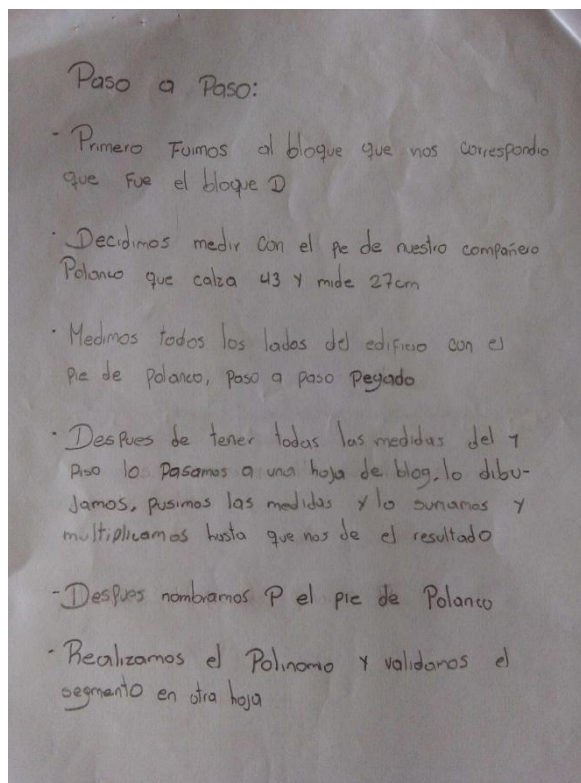 Paso a Paso:
- Primero Fuimos al bloque que nos correspondio
que Fue el bloque D
· Decidimos medir con el pie de nuestro compañero
Polanco que calza 43 y mide 27cm
· Medimos todos los lados del edificio con el
pie de polanco, paso a paso Pegado
· Despues de tener todas las medidas del 1
Piso lo Pasamos a una hoja de blog, lo dibu-
Jamos, pusimos las medidas y lo sumamos y
multiplicamos hasta que nos de el resultado
- Despues nombramos P el pie de Polanco
· Realizamos el Polinomo y validamos el
segmento en otra hoja